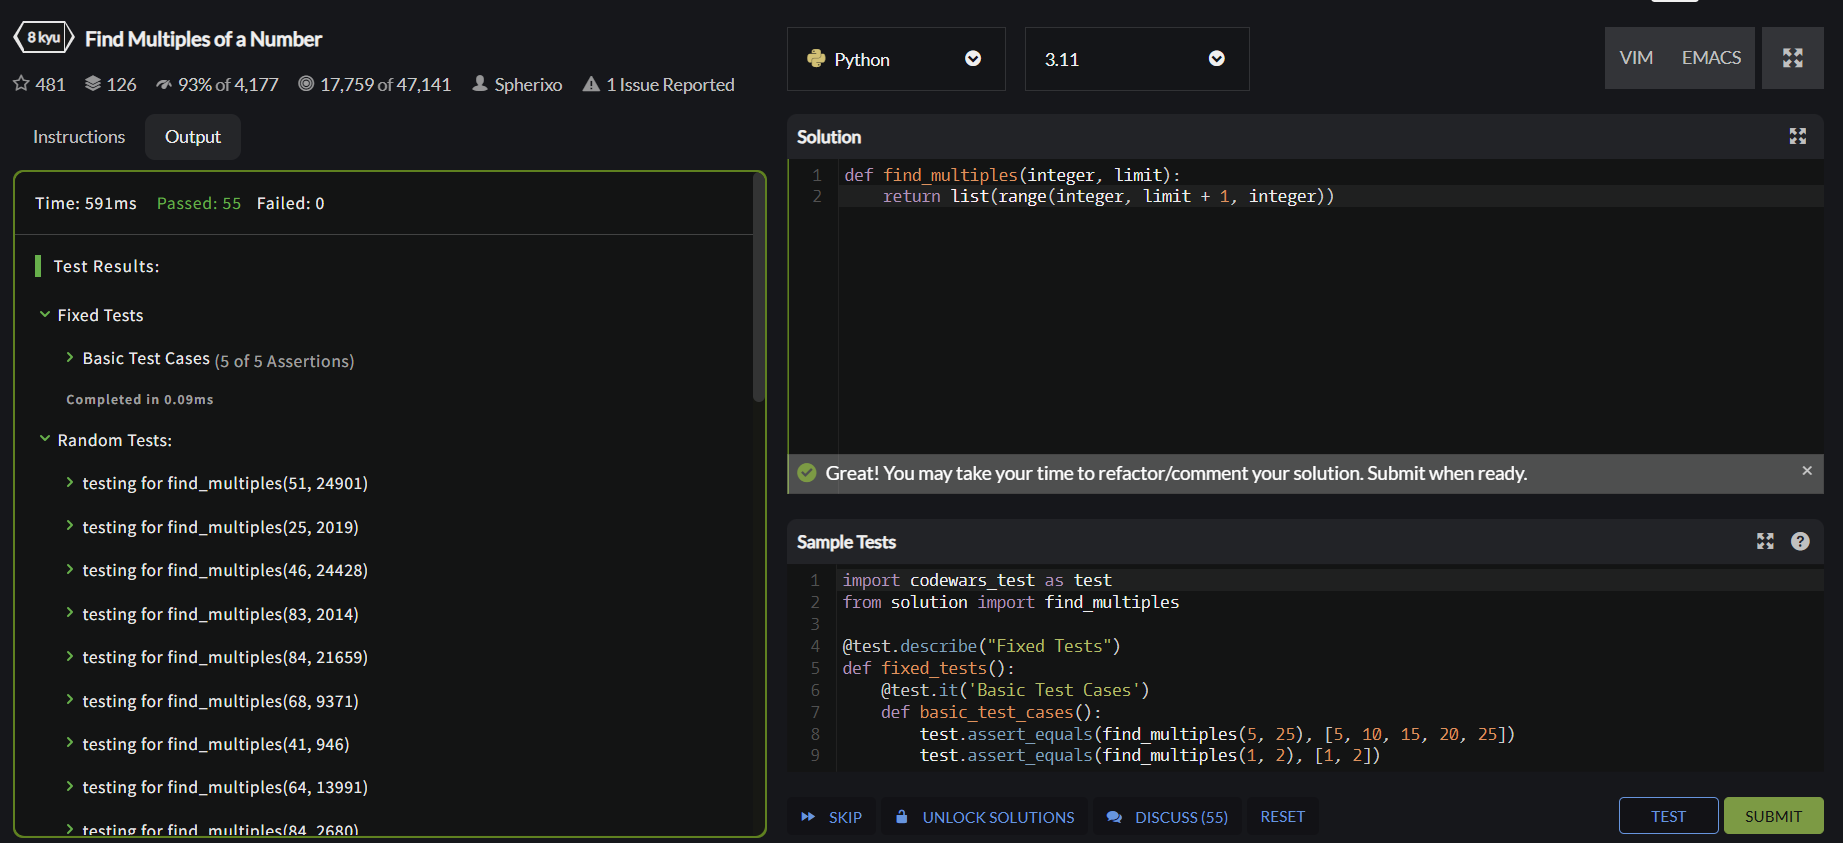 8 kyu Find Multiples of a Number
481 126 93% of 4,177 17,759 of 47,141 Spherixo 1 Issue Reported
Instructions Output
Time: 591ms Passed: 55 Failed: 0
Test Results:
Fixed Tests
Basic Test Cases (5 of 5 Assertions)
Completed in 0.09ms
Random Tests:
testing for find_multiples(51, 24901)
testing for find_multiples(25, 2019)
testing for find_multiples(46, 24428)
testing for find_multiples(83, 2014)
testing for find_multiples(84, 21659)
testing for find_multiples(68, 9371)
testing for find_multiples(41, 946)
testing for find_multiples(64, 13991)
testing for find_multiples(84, 2680)
Python 3.11 VIM EMACS
Solution
1 def find_multiples(integer, limit):
2     return list(range(integer, limit + 1, integer))
Great! You may take your time to refactor/comment your solution. Submit when ready. ×
Sample Tests ?
1 import codewars_test as test
2 from solution import find_multiples
3
4 @test.describe("Fixed Tests")
5 def fixed_tests():
6     @test.it('Basic Test Cases')
7     def basic_test_cases():
8         test.assert_equals(find_multiples(5, 25), [5, 10, 15, 20, 25])
9         test.assert_equals(find_multiples(1, 2), [1, 2])
SKIP UNLOCK SOLUTIONS DISCUSS (55) RESET TEST SUBMIT